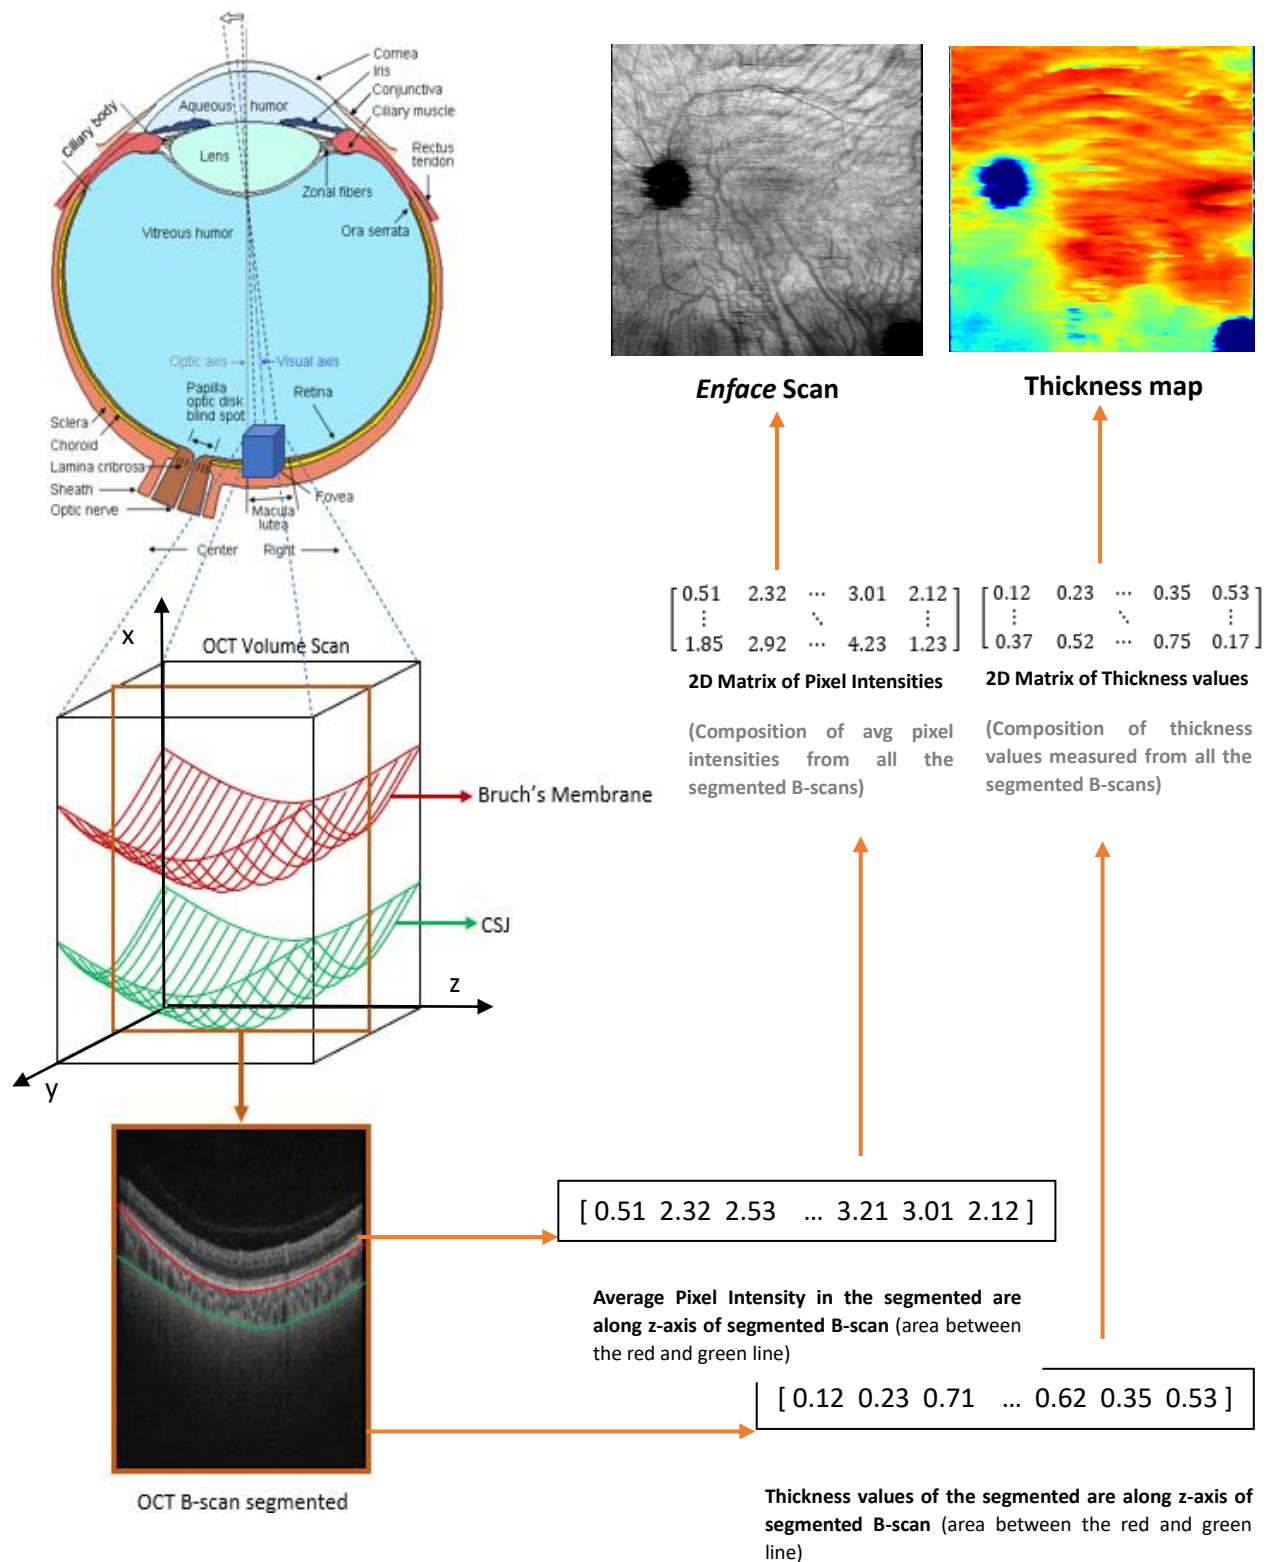 Cornea
Iris
Conjunctiva
Ciliary muscle
Aqueous humor
Ciliary body
Lens
Rectus
tendon
Zonal fibers
Vitreous humor
Ora serrata
Optic axis
Visual axis
Papilla
optic disk
blind spot
Retina
Sclera
Choroid
Lamina cribrosa
Sheath
Optic nerve
Macula
lutea
Fovea
Center Right
Enface Scan
Thickness map
[ 0.51 2.32 ⋯ 3.01 2.12 ]
⋮ ⋱ ⋮
[ 1.85 2.92 ⋯ 4.23 1.23 ]
2D Matrix of Pixel Intensities
(Composition of avg pixel
intensities from all the
segmented B-scans)
[ 0.12 0.23 ⋯ 0.35 0.53 ]
⋮ ⋱ ⋮
[ 0.37 0.52 ⋯ 0.75 0.17 ]
2D Matrix of Thickness values
(Composition of thickness
values measured from all the
segmented B-scans)
x
OCT Volume Scan
Bruch's Membrane
CSJ
z
y
OCT B-scan segmented
[ 0.51 2.32 2.53 ... 3.21 3.01 2.12 ]
Average Pixel Intensity in the segmented are
along z-axis of segmented B-scan (area between
the red and green line)
[ 0.12 0.23 0.71 ... 0.62 0.35 0.53 ]
Thickness values of the segmented are along z-axis of
segmented B-scan (area between the red and green
line)